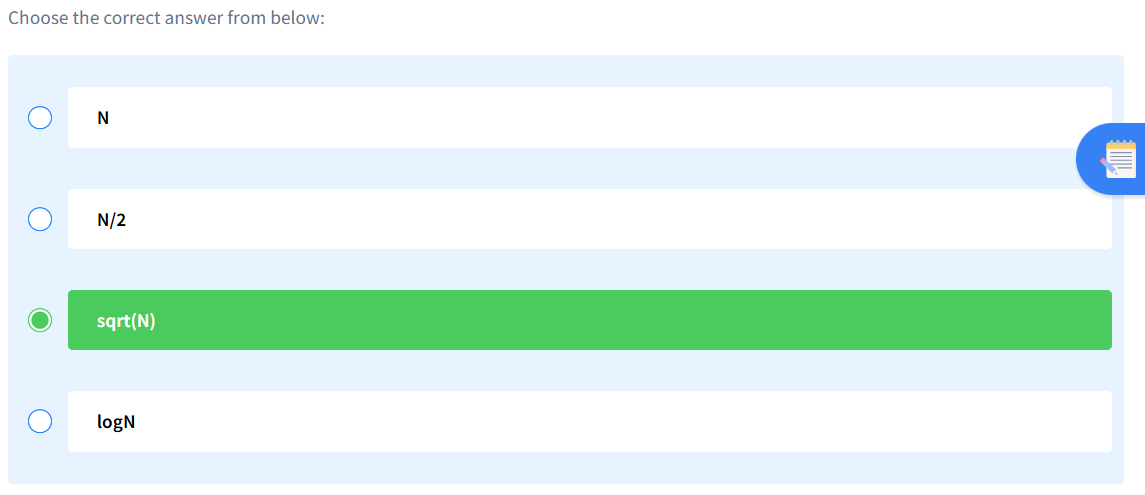 Choose the correct answer from below:
N
N/2
sqrt(N)
logN